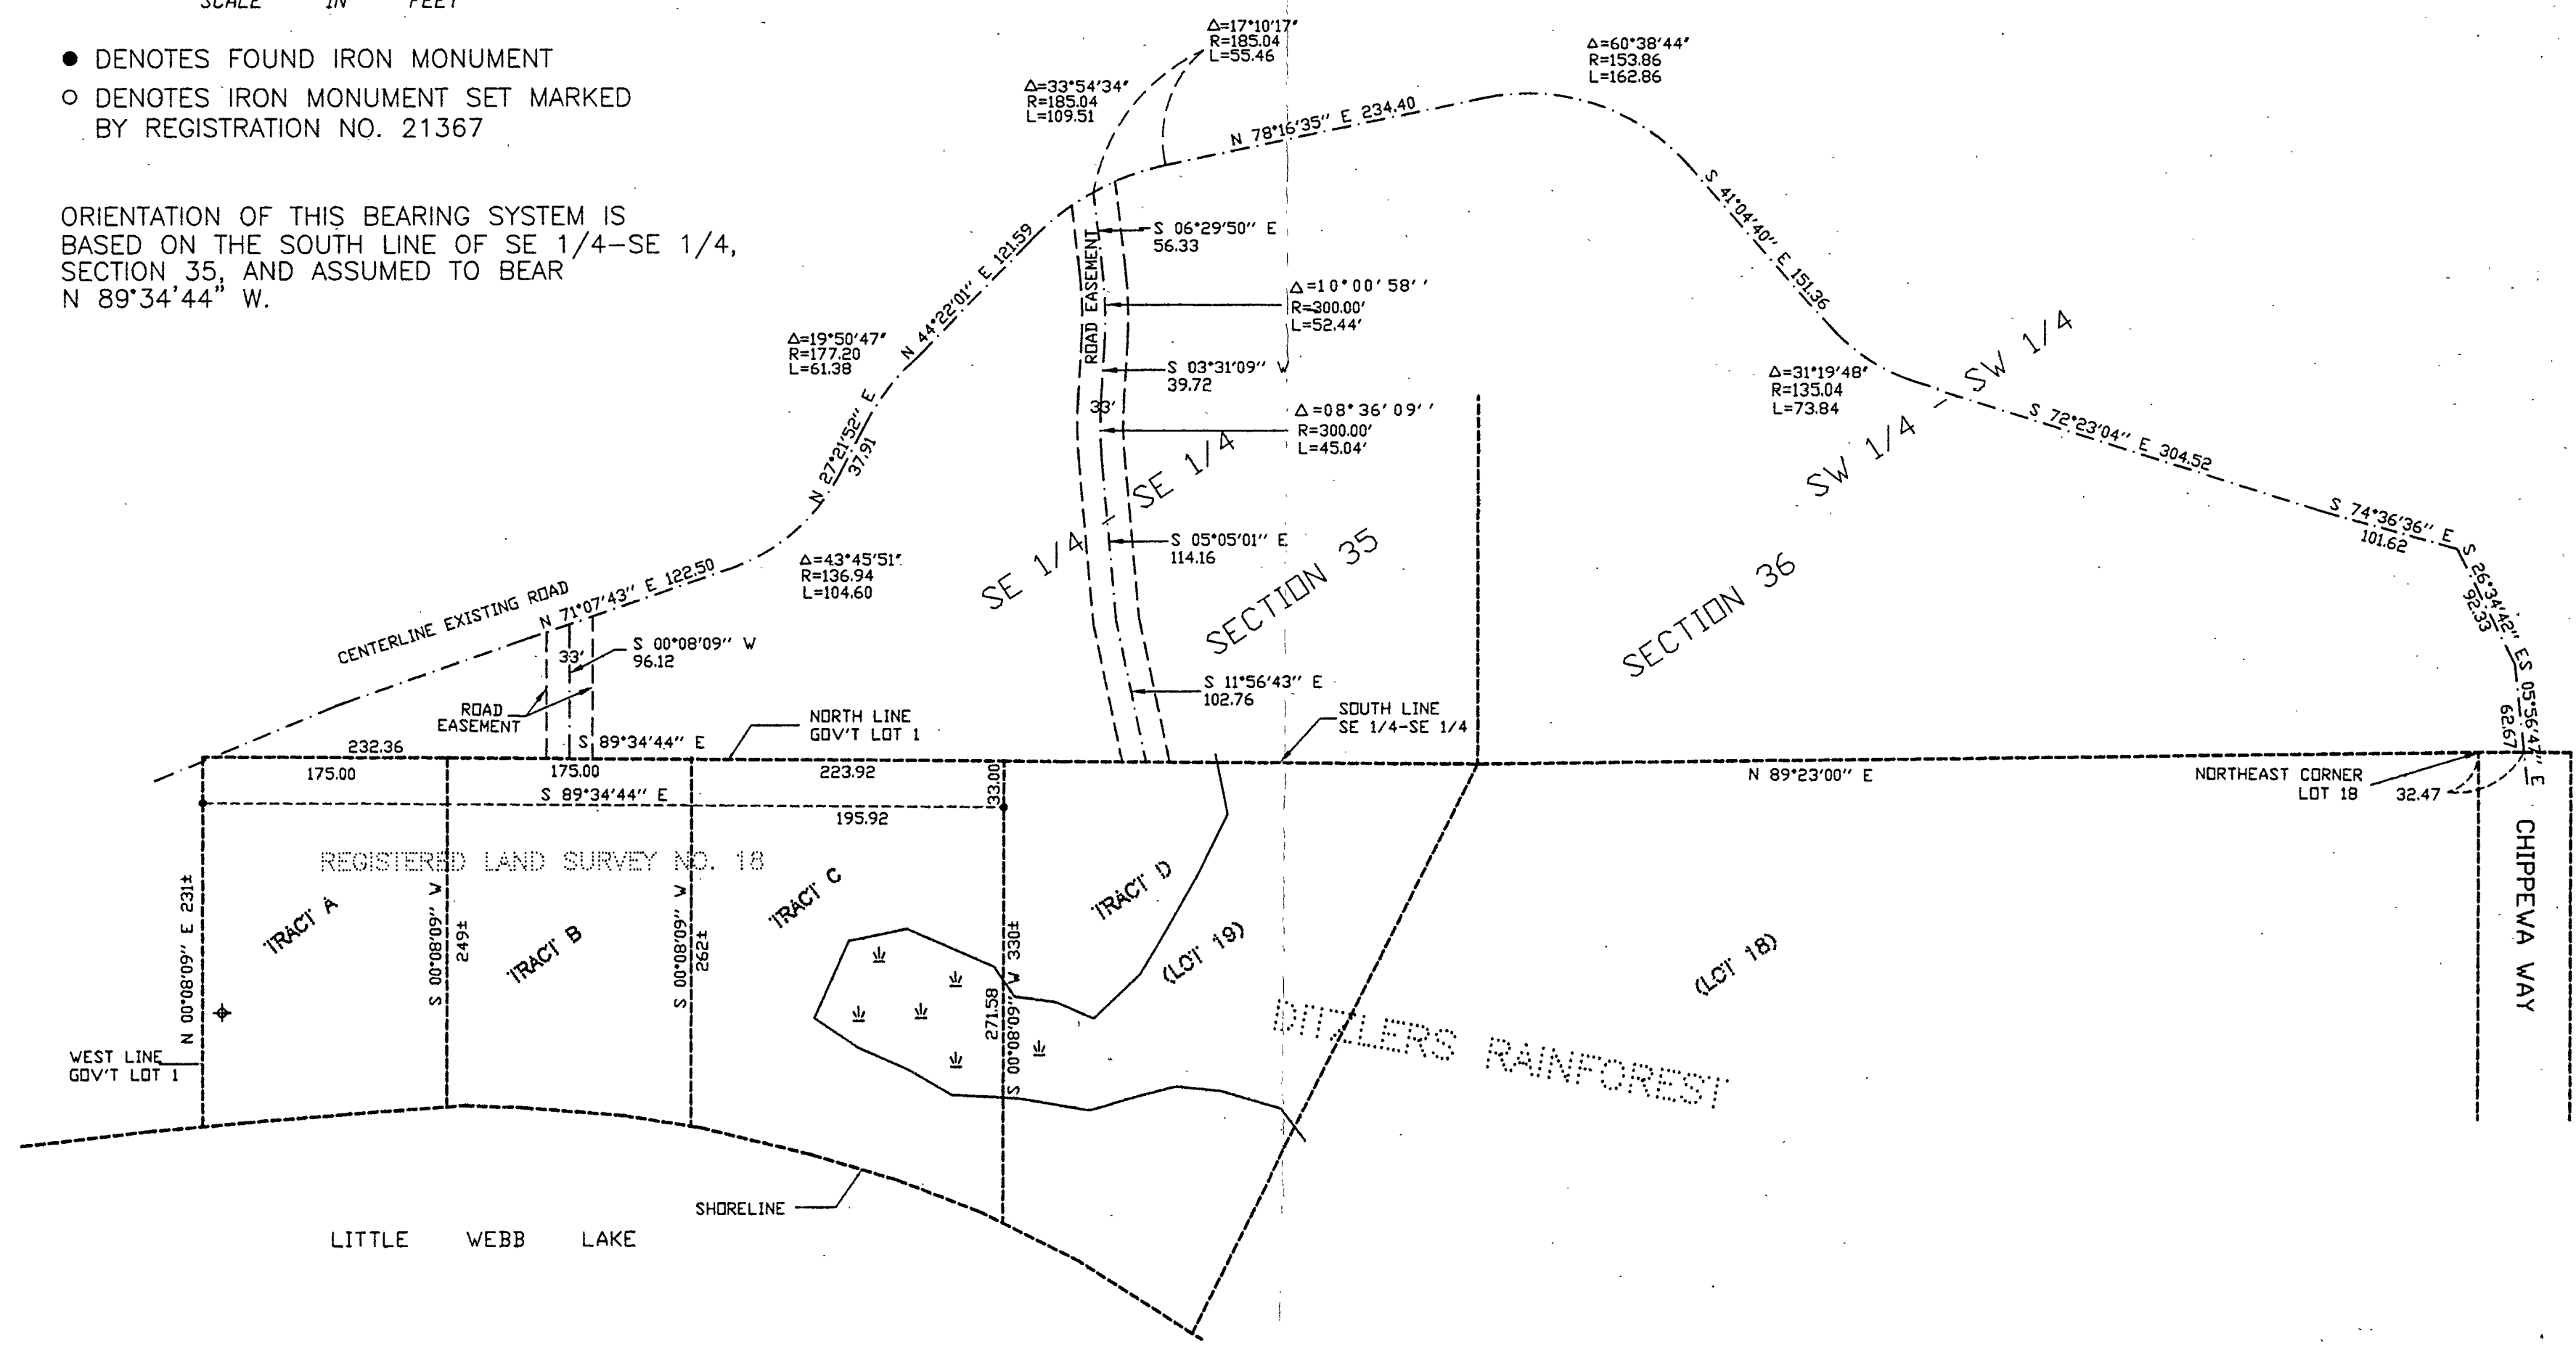 SCALE IN FEET
● DENOTES FOUND IRON MONUMENT
○ DENOTES IRON MONUMENT SET MARKED
BY REGISTRATION NO. 21367
ORIENTATION OF THIS BEARING SYSTEM IS
BASED ON THE SOUTH LINE OF SE 1/4-SE 1/4,
SECTION 35, AND ASSUMED TO BEAR
N 89°34'44" W.
Δ=17°10'17"
R=185.04
L=55.46
Δ=33°54'34"
R=185.04
L=109.51
Δ=60°38'44"
R=153.86
L=162.86
N 78°16'35" E 234.40
S 41°04'40" E 151.36
N 44°22'01" E 121.59
ROAD EASEMENT
S 06°29'50" E
56.33
Δ=10°00'58''
R=300.00'
L=52.44'
Δ=19°50'47"
R=177.20
L=61.38
S 03°31'09" W
39.72
33'
Δ=08°36'09''
R=300.00'
L=45.04'
Δ=31°19'48"
R=135.04
L=73.84
SW 1/4
SW 1/4
S 72°23'04" E 304.52
N 27°21'52" E
37.91
SE 1/4
SE 1/4
S 74°36'36" E
101.62
S 05°05'01" E
114.16
SECTION 35
SECTION 36
S 26°34'42" E
92.33
Δ=43°45'51"
R=136.94
L=104.60
CENTERLINE EXISTING ROAD
N 71°07'43" E 122.50
33'
S 00°08'09" W
96.12
ROAD
EASEMENT
S 11°56'43" E
102.76
S 05°56'47" E
62.67
NORTH LINE
GOV'T LOT 1
SOUTH LINE
SE 1/4-SE 1/4
232.36
S 89°34'44" E
175.00
175.00
223.92
33.00
N 89°23'00" E
NORTHEAST CORNER
LOT 18
32.47
S 89°34'44" E
195.92
REGISTERED LAND SURVEY NO. 18
N 00°08'09" E 231±
TRACT A
S 00°08'09" W
249±
TRACT B
S 00°08'09" W
262±
TRACT C
271.58
S 00°08'09" W 330±
TRACT D
(LOT 19)
(LOT 18)
CHIPPEWA WAY
DITZLERS RAINFOREST
WEST LINE
GOV'T LOT 1
SHORELINE
LITTLE WEBB LAKE